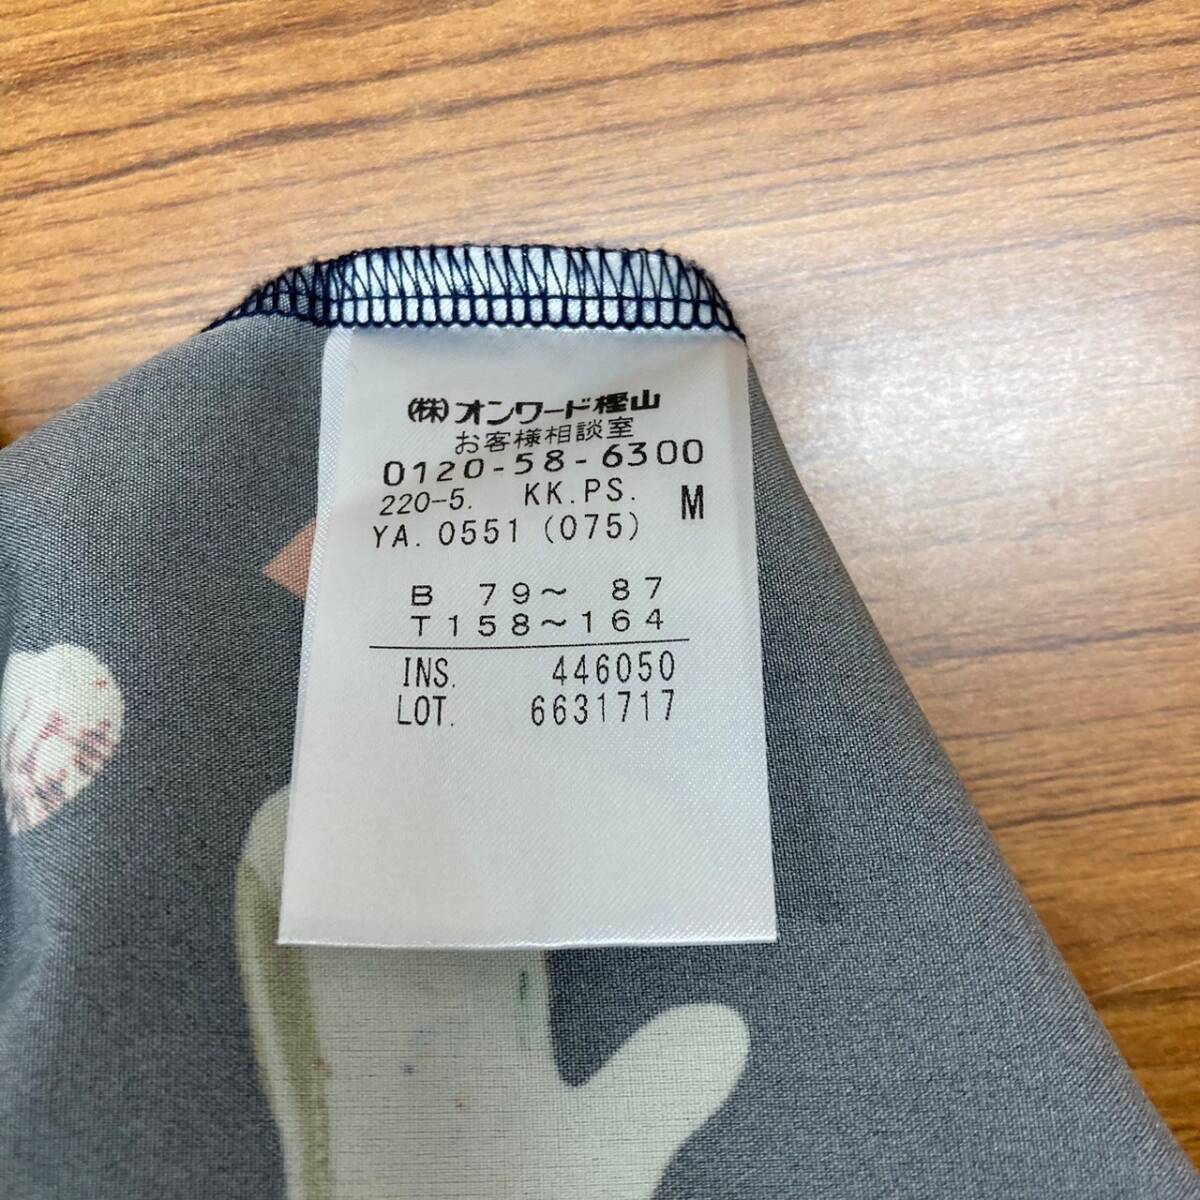 (株)オンワード樫山
お客様相談室
0120-58-6300
220-5. KK.PS. M
YA. 0551 (075)
B 79～ 87
T 158～164
INS. 446050
LOT. 6631717